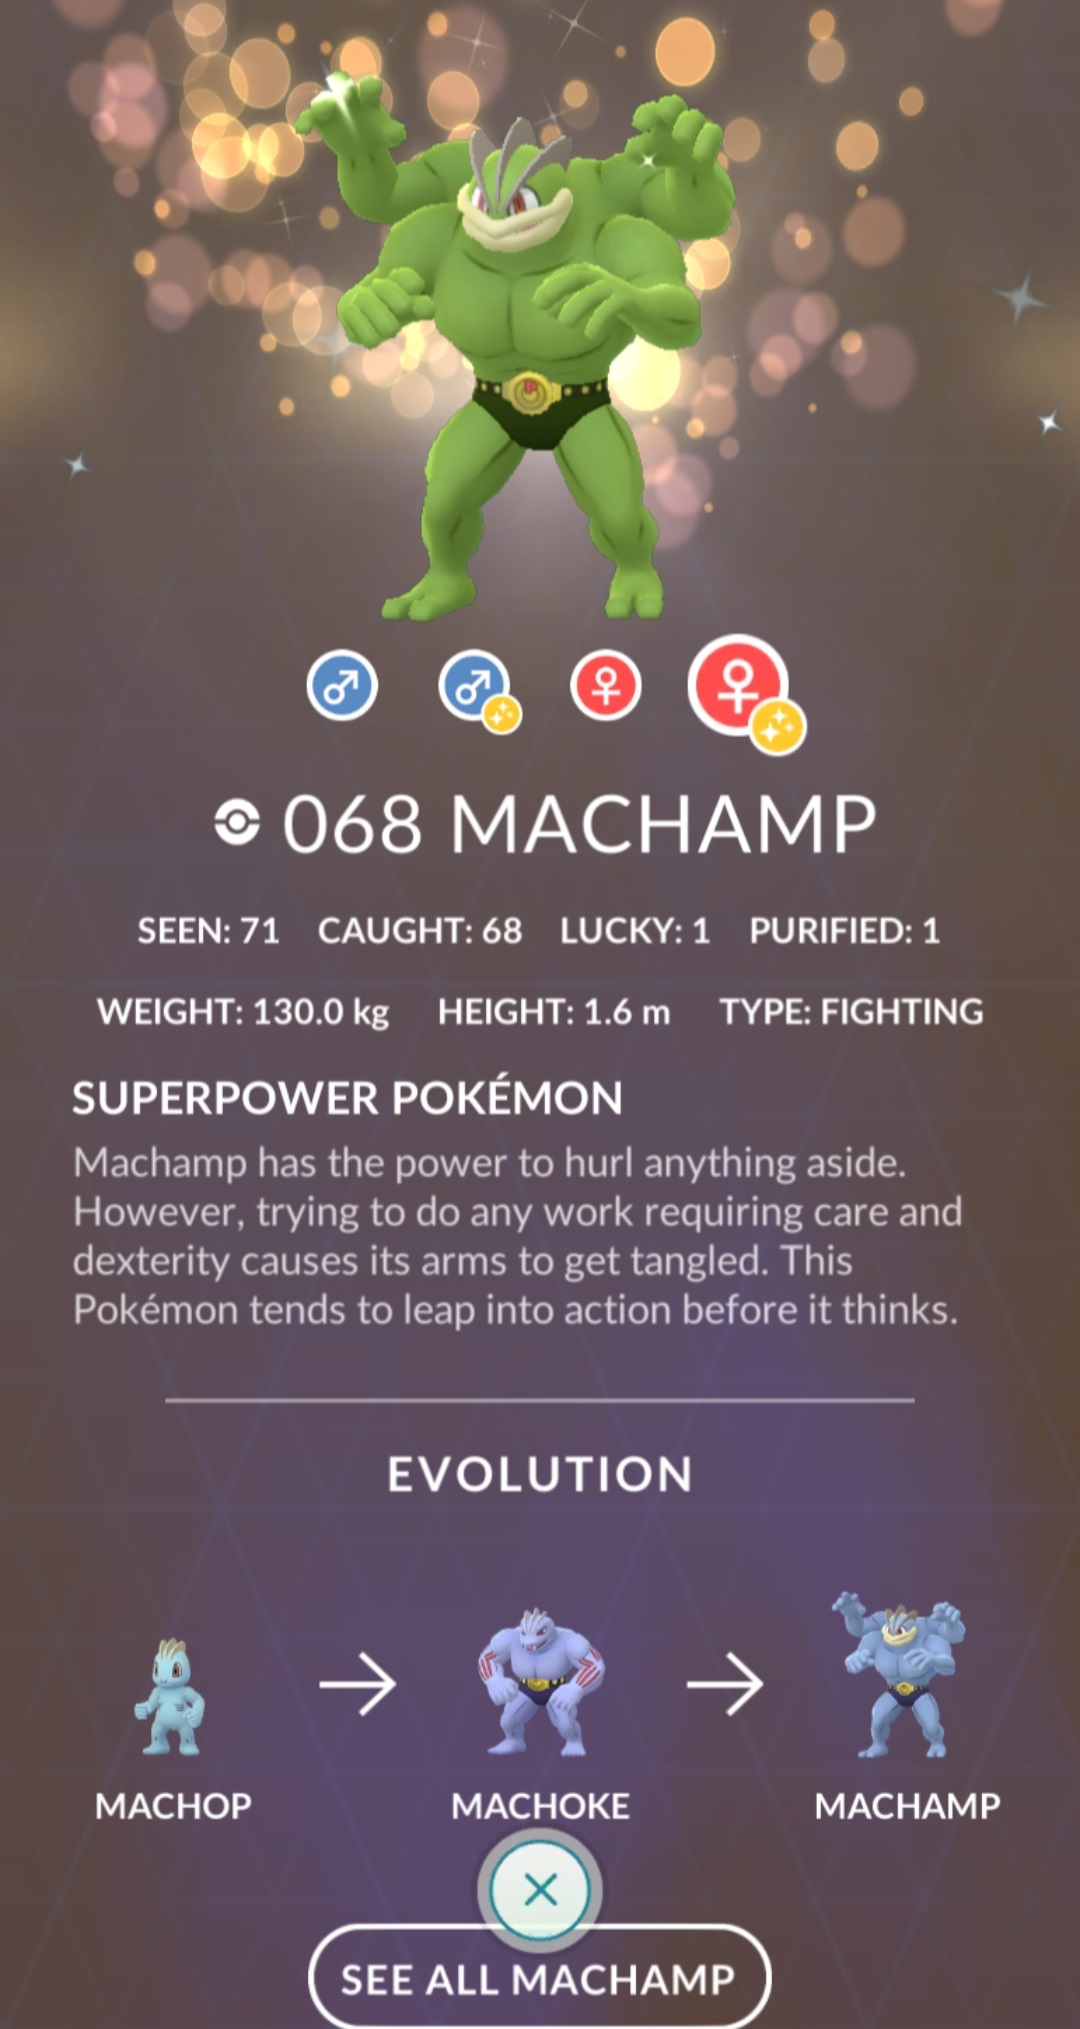 068 MACHAMP
SEEN: 71 CAUGHT: 68 LUCKY: 1 PURIFIED: 1
WEIGHT: 130.0 kg HEIGHT: 1.6 m TYPE: FIGHTING
SUPERPOWER POKÉMON
Machamp has the power to hurl anything aside.
However, trying to do any work requiring care and
dexterity causes its arms to get tangled. This
Pokémon tends to leap into action before it thinks.
EVOLUTION
MACHOP MACHOKE MACHAMP
SEE ALL MACHAMP